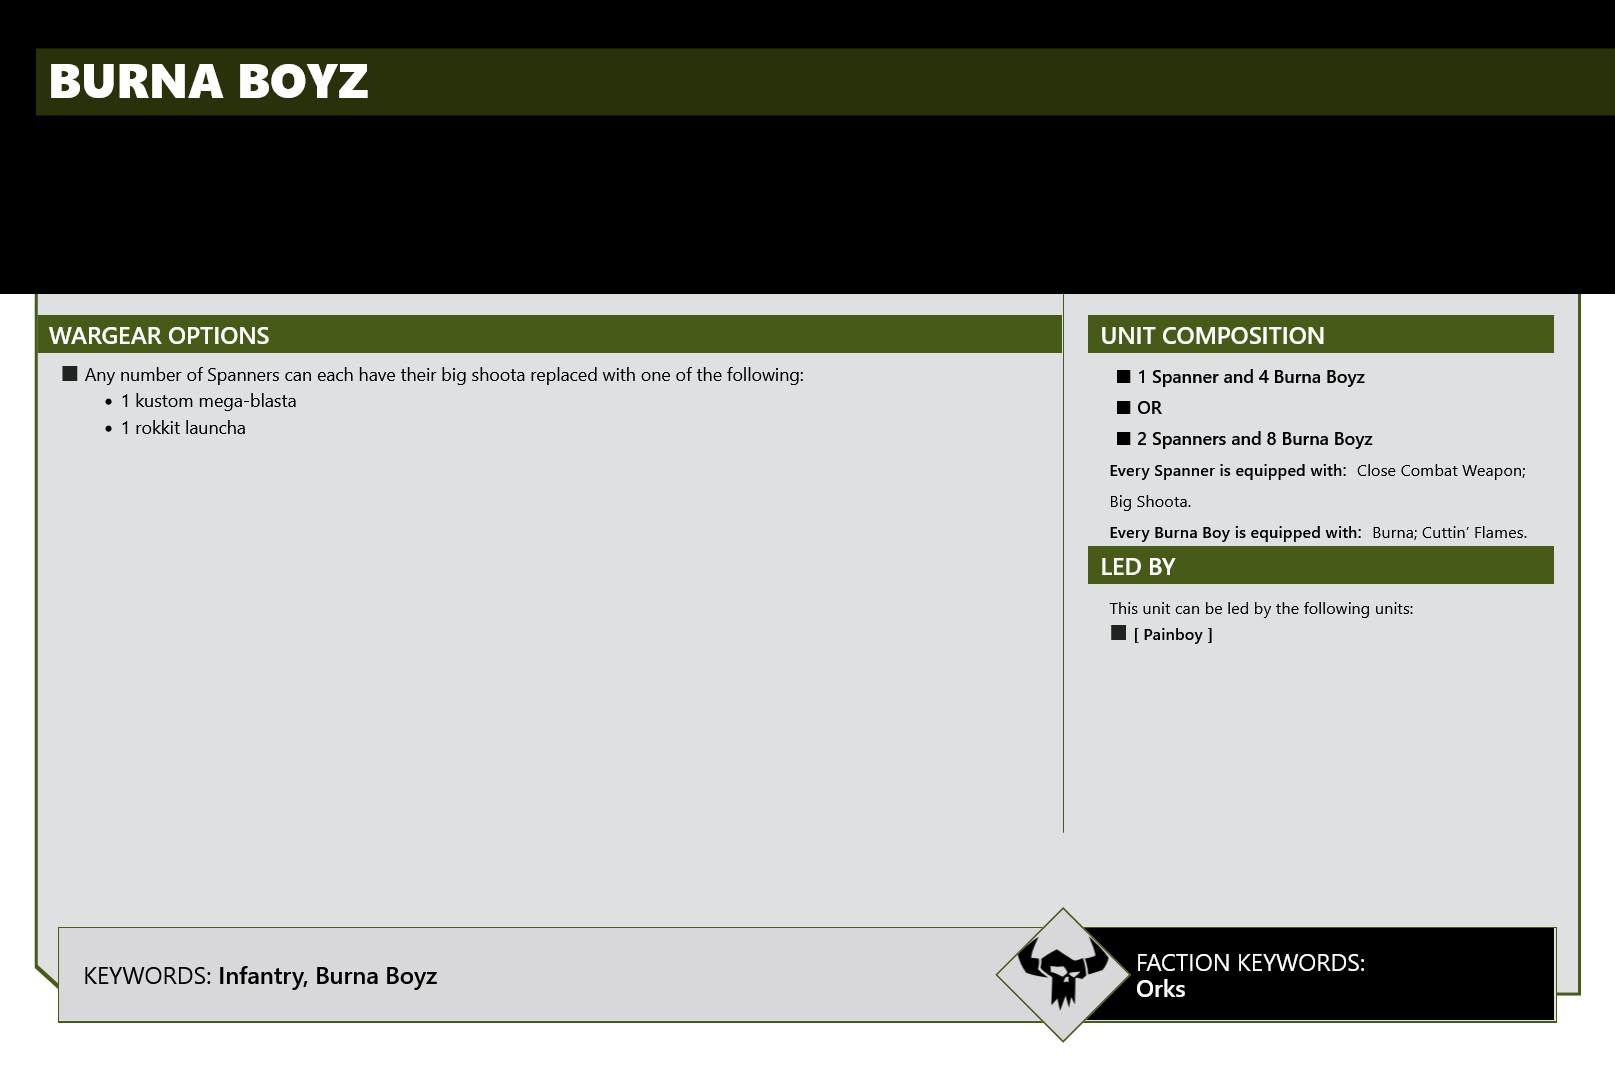 BURNA BOYZ
WARGEAR OPTIONS
■ Any number of Spanners can each have their big shoota replaced with one of the following:
• 1 kustom mega-blasta
• 1 rokkit launcha
UNIT COMPOSITION
■ 1 Spanner and 4 Burna Boyz
■ OR
■ 2 Spanners and 8 Burna Boyz
Every Spanner is equipped with: Close Combat Weapon;
Big Shoota.
Every Burna Boy is equipped with: Burna; Cuttin’ Flames.
LED BY
This unit can be led by the following units:
■ [ Painboy ]
KEYWORDS: Infantry, Burna Boyz
FACTION KEYWORDS:
Orks